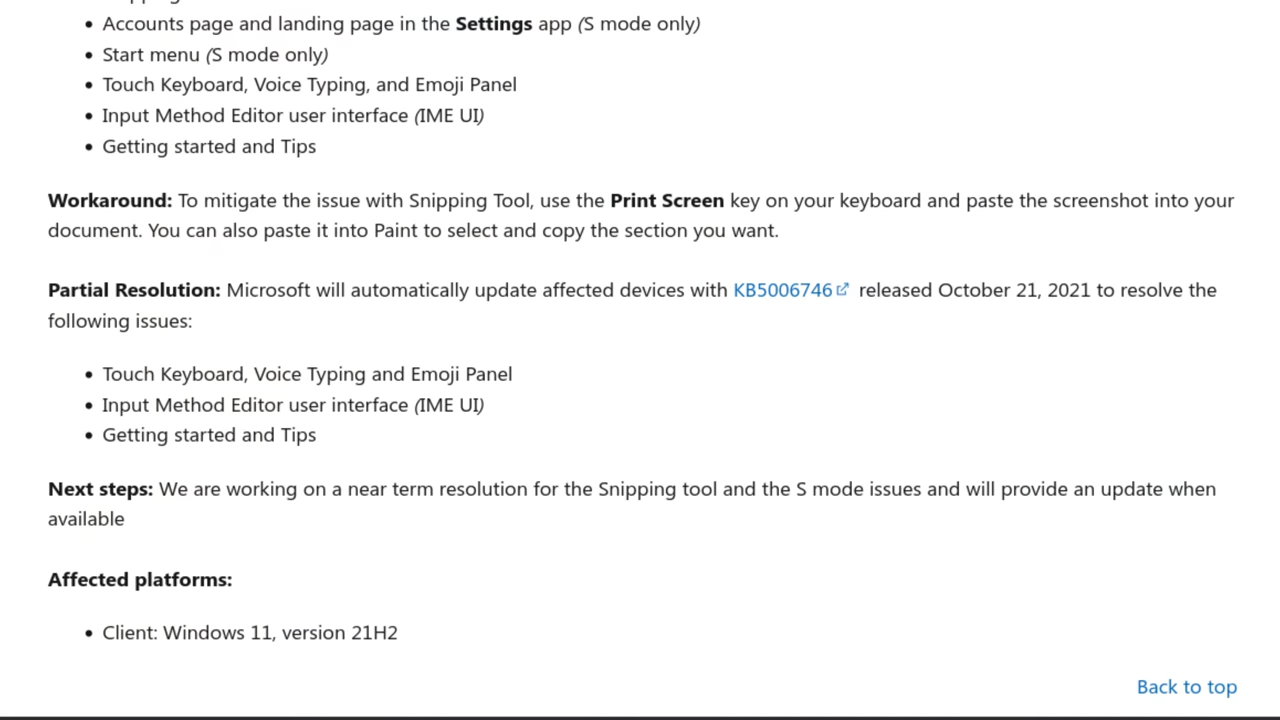 • Accounts page and landing page in the Settings app (S mode only)
• Start menu (S mode only)
• Touch Keyboard, Voice Typing, and Emoji Panel
• Input Method Editor user interface (IME UI)
• Getting started and Tips
Workaround: To mitigate the issue with Snipping Tool, use the Print Screen key on your keyboard and paste the screenshot into your
document. You can also paste it into Paint to select and copy the section you want.
Partial Resolution: Microsoft will automatically update affected devices with KB5006746 released October 21, 2021 to resolve the
following issues:
• Touch Keyboard, Voice Typing and Emoji Panel
• Input Method Editor user interface (IME UI)
• Getting started and Tips
Next steps: We are working on a near term resolution for the Snipping tool and the S mode issues and will provide an update when
available
Affected platforms:
• Client: Windows 11, version 21H2
Back to top